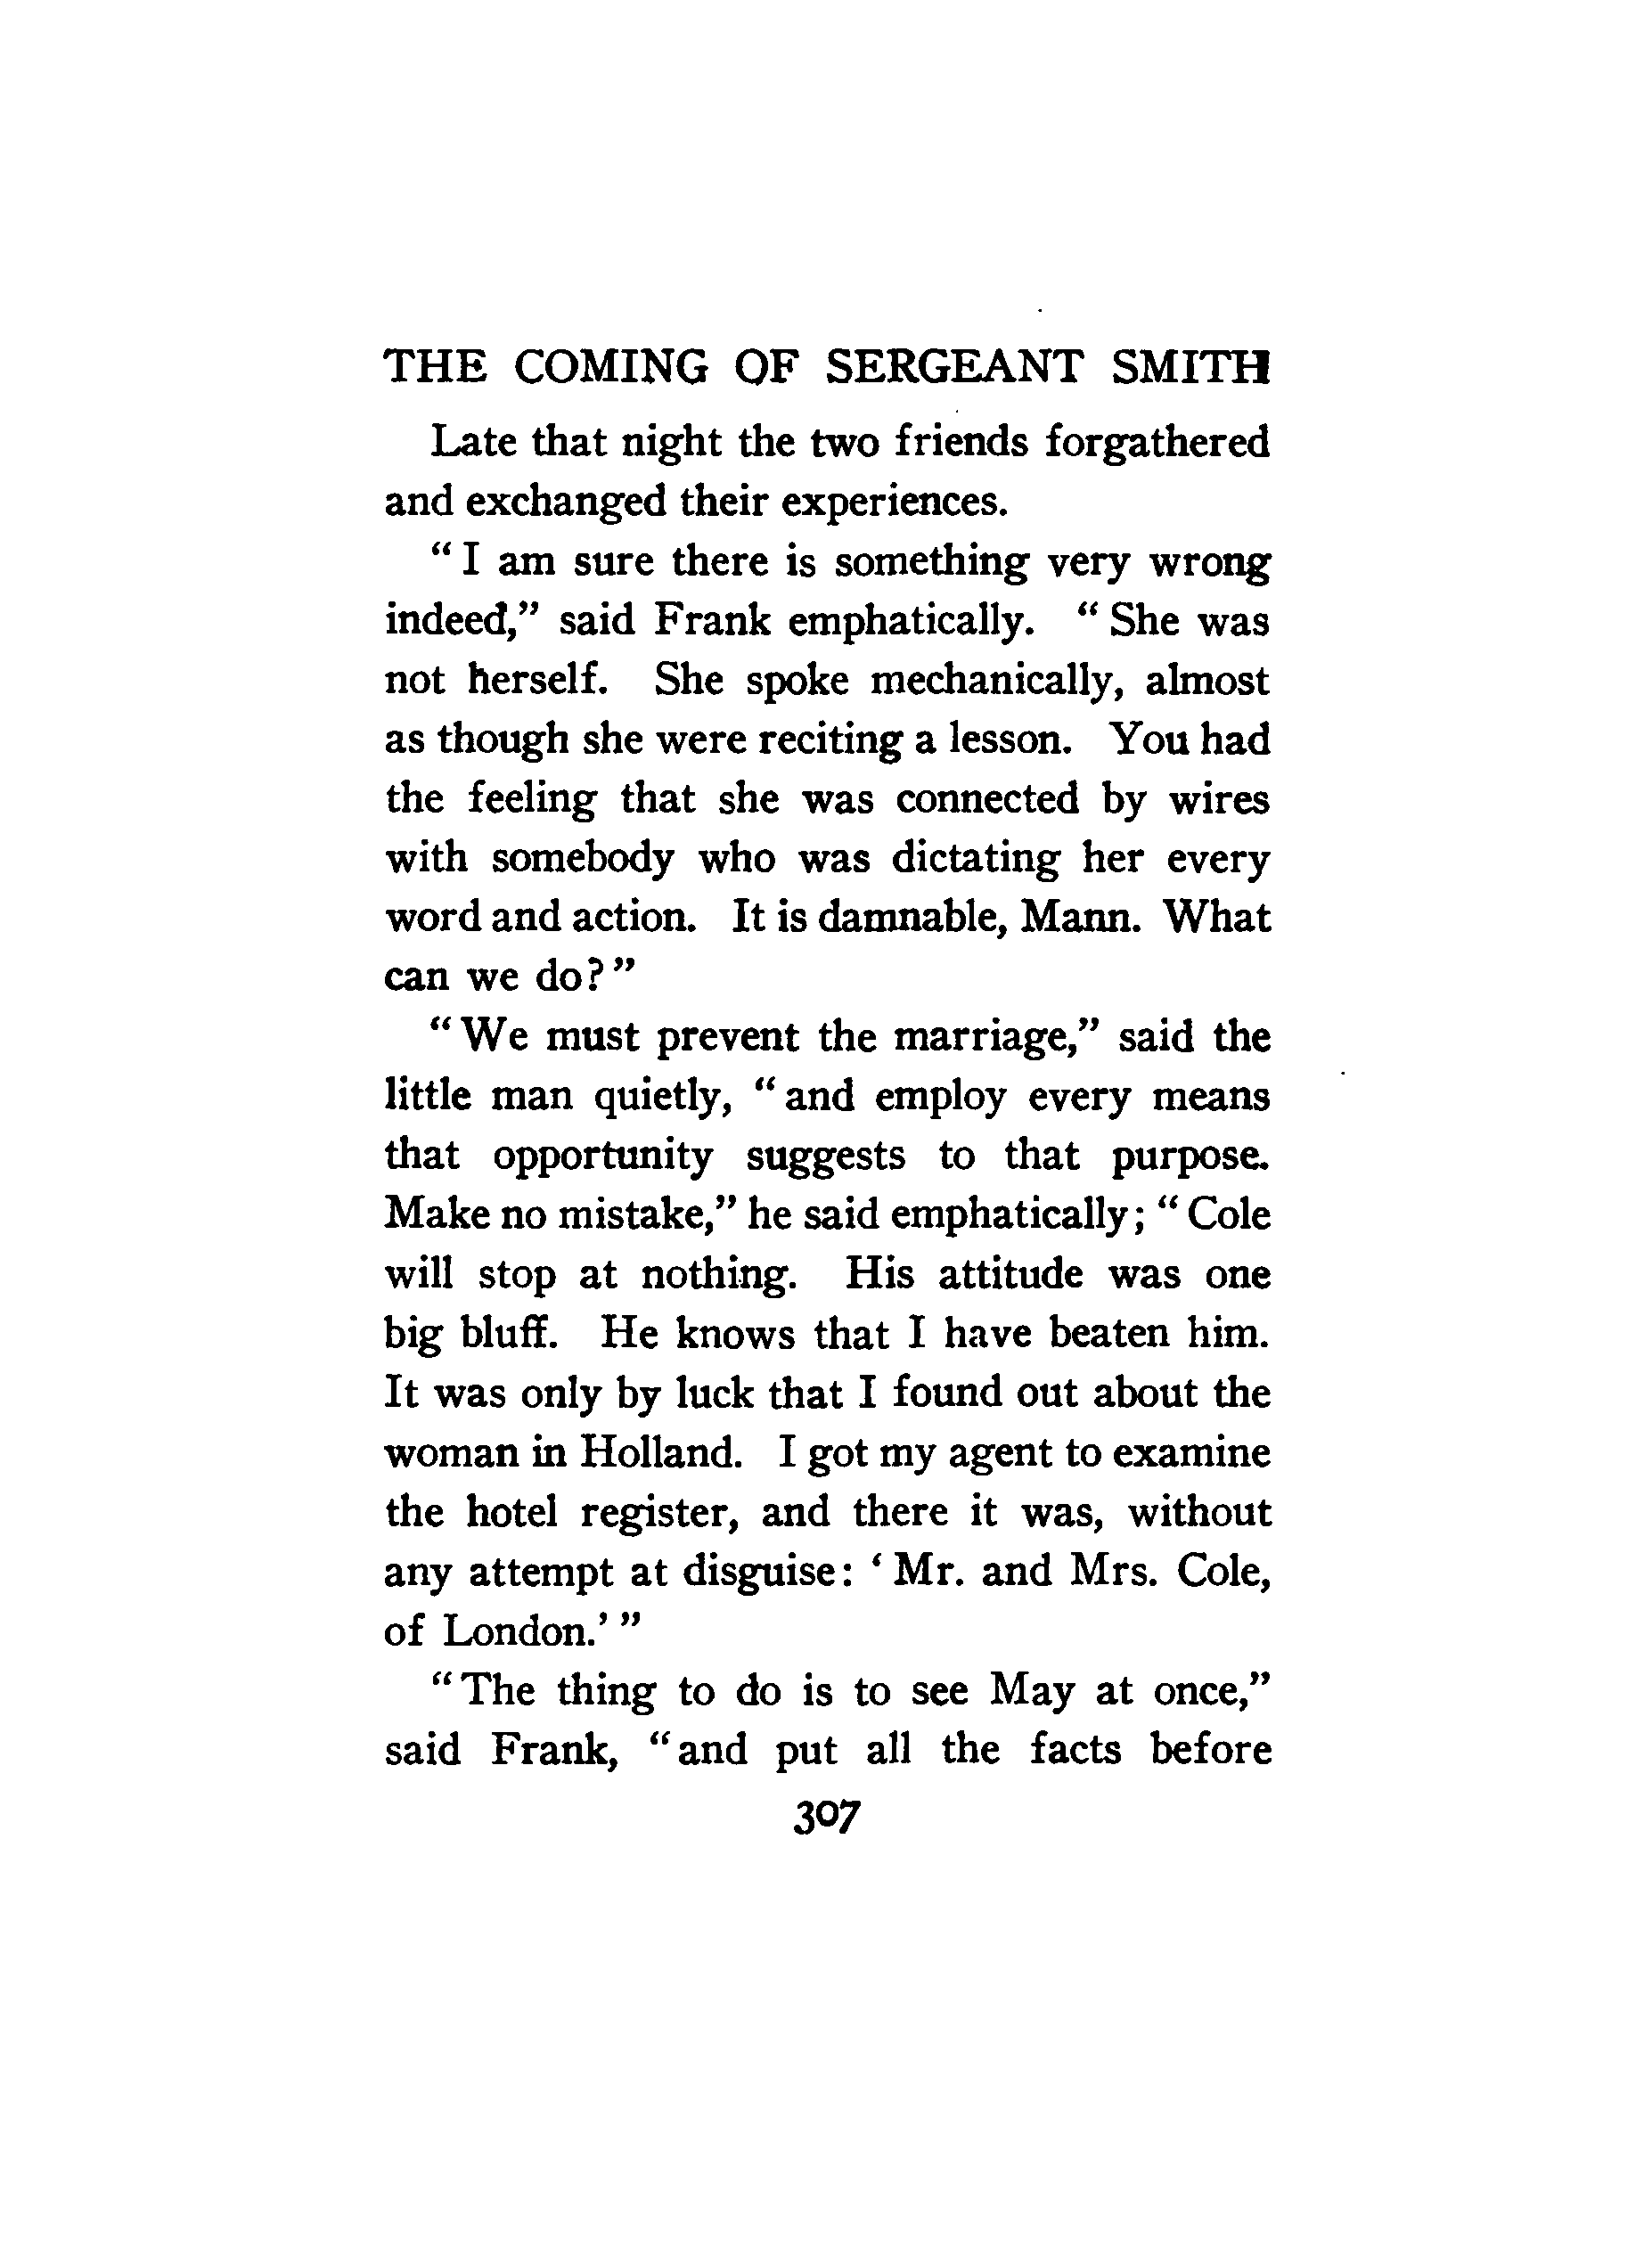 THE COMING OF SERGEANT SMITH
Late that night the two friends forgathered
and exchanged their experiences.
“ I am sure there is something very wrong
indeed,” said Frank emphatically. “ She was
not herself. She spoke mechanically, almost
as though she were reciting a lesson. You had
the feeling that she was connected by wires
with somebody who was dictating her every
word and action. It is damnable, Mann. What
can we do?”
“ We must prevent the marriage,” said the
little man quietly, “ and employ every means
that opportunity suggests to that purpose.
Make no mistake,” he said emphatically; “ Cole
will stop at nothing. His attitude was one
big bluff. He knows that I have beaten him.
It was only by luck that I found out about the
woman in Holland. I got my agent to examine
the hotel register, and there it was, without
any attempt at disguise: ‘ Mr. and Mrs. Cole,
of London.’ ”
“ The thing to do is to see May at once,”
said Frank, “ and put all the facts before
307